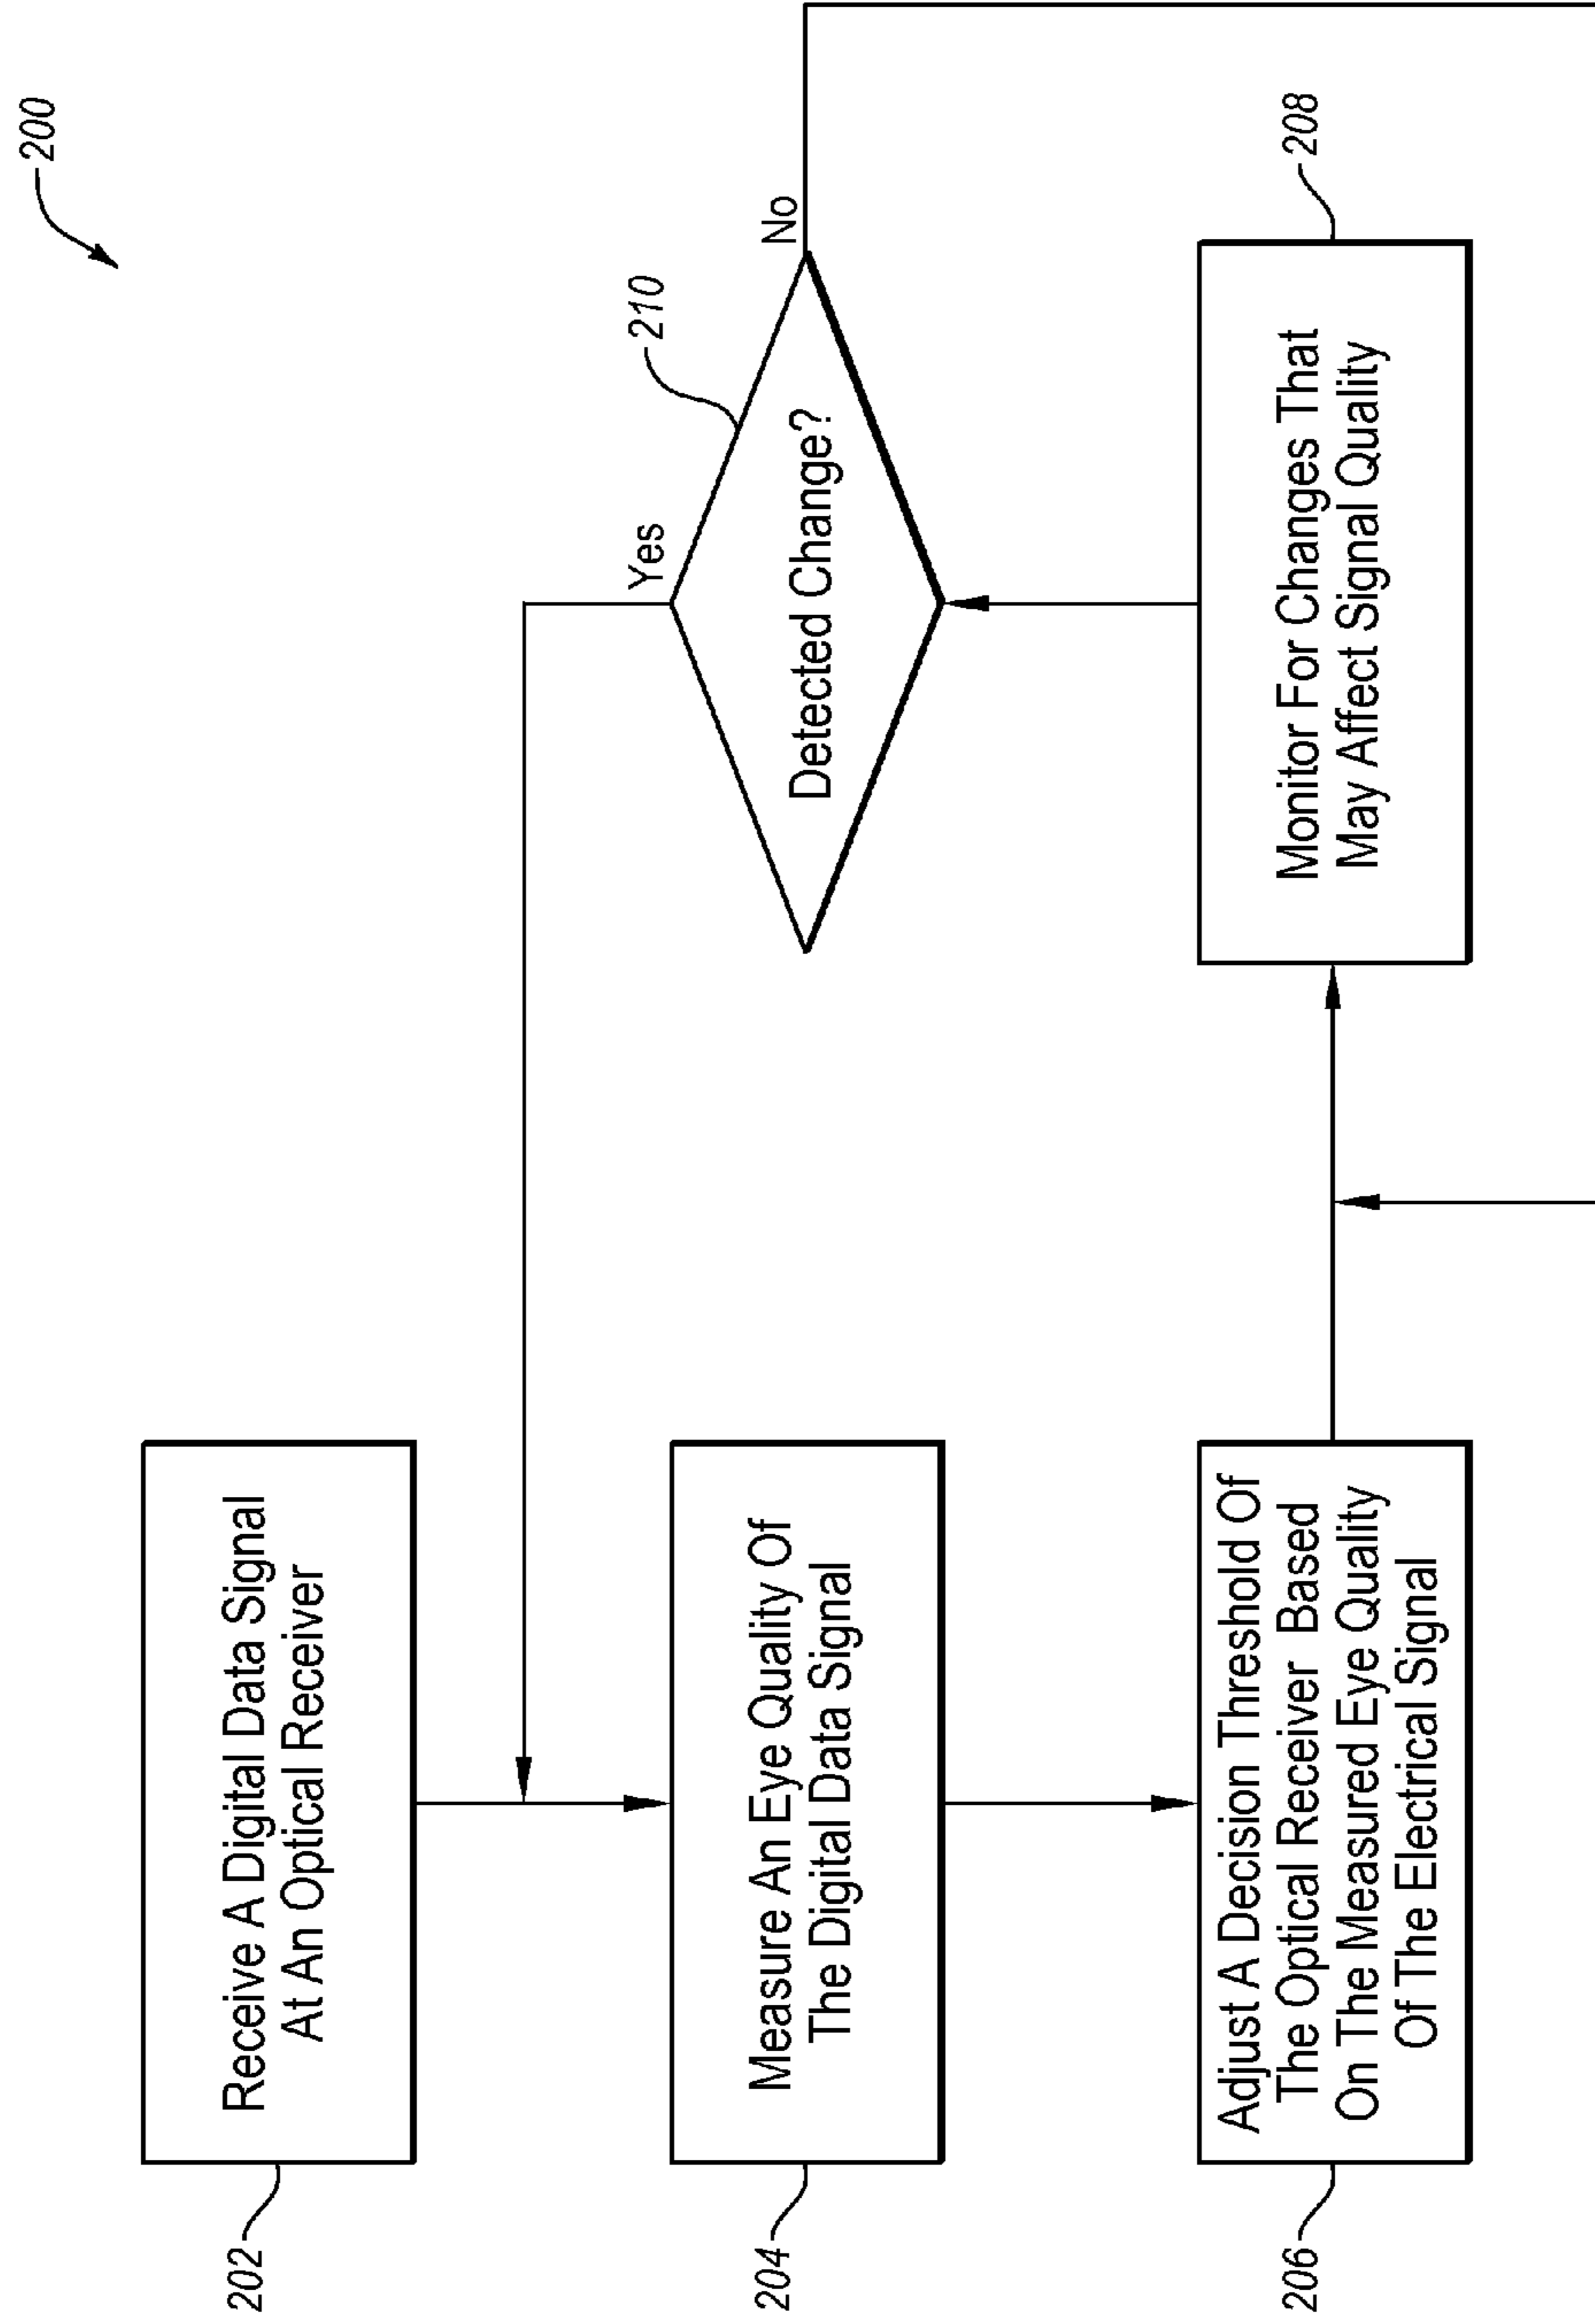 200
202
Receive A Digital Data Signal
At An Optical Receiver
204
Measure An Eye Quality Of
The Digital Data Signal
206
Adjust A Decision Threshold Of
The Optical Receiver Based
On The Measured Eye Quality
Of The Electrical Signal
208
Monitor For Changes That
May Affect Signal Quality
210
Detected Change?
Yes
No